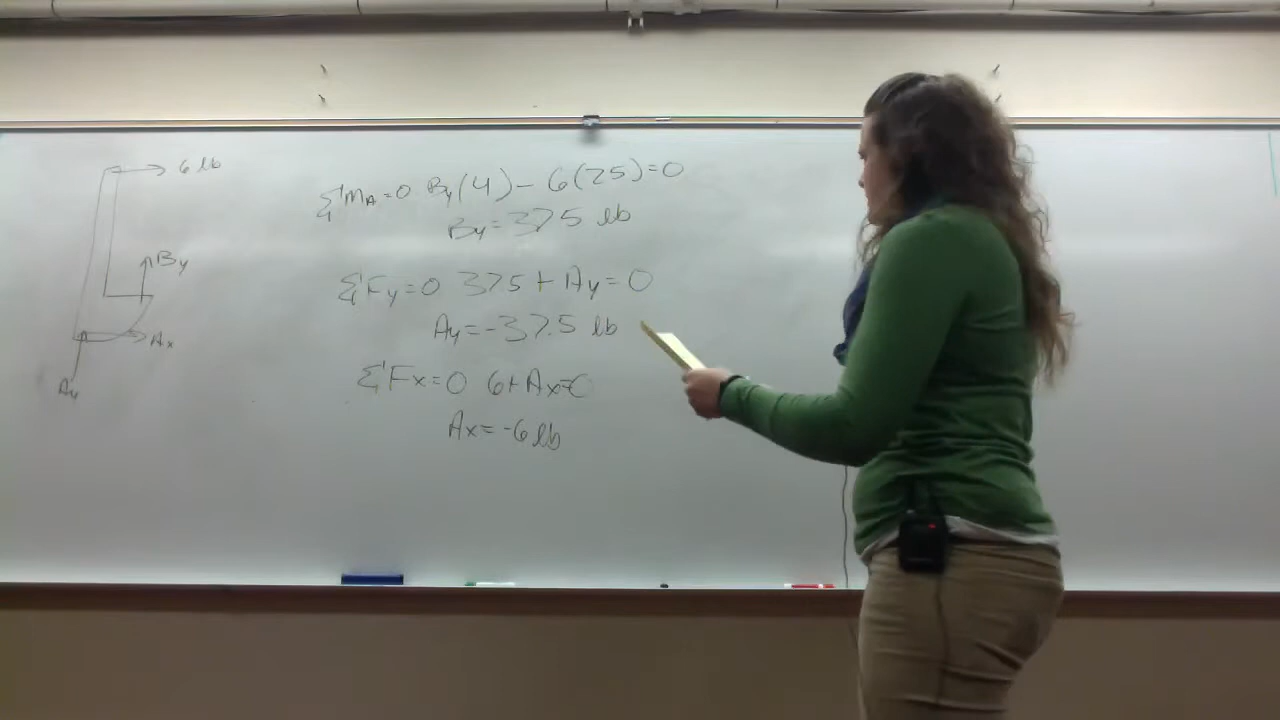 6 lb
By
Ax
Ay
ΣMA=0 By(4)-6(25)=0
By=37.5 lb
ΣFy=0 37.5+Ay=0
Ay=-37.5 lb
ΣFx=0 6+Ax=0
Ax=-6 lb